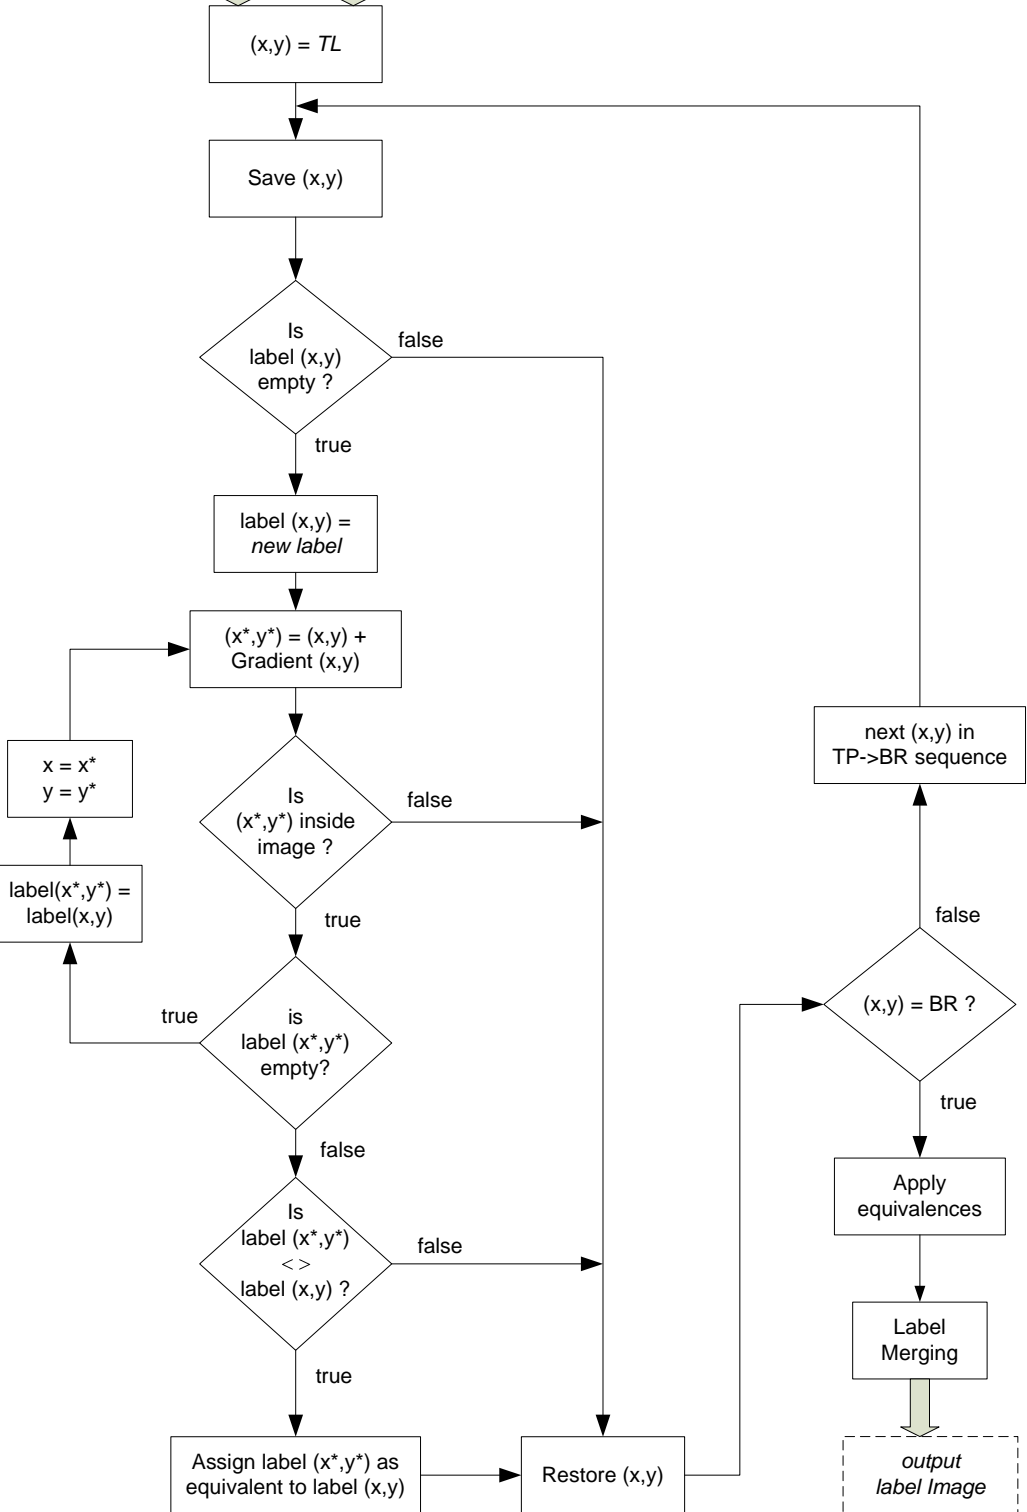 (x,y) = TL
Save (x,y)
Is
label (x,y)
empty ?
false
true
label (x,y) =
new label
(x*,y*) = (x,y) +
Gradient (x,y)
x = x*
y = y*
Is
(x*,y*) inside
image ?
false
true
label(x*,y*) =
label(x,y)
true
is
label (x*,y*)
empty?
false
Is
label (x*,y*)
< >
label (x,y) ?
false
true
Assign label (x*,y*) as
equivalent to label (x,y)
Restore (x,y)
next (x,y) in
TP->BR sequence
false
(x,y) = BR ?
true
Apply
equivalences
Label
Merging
output
label Image